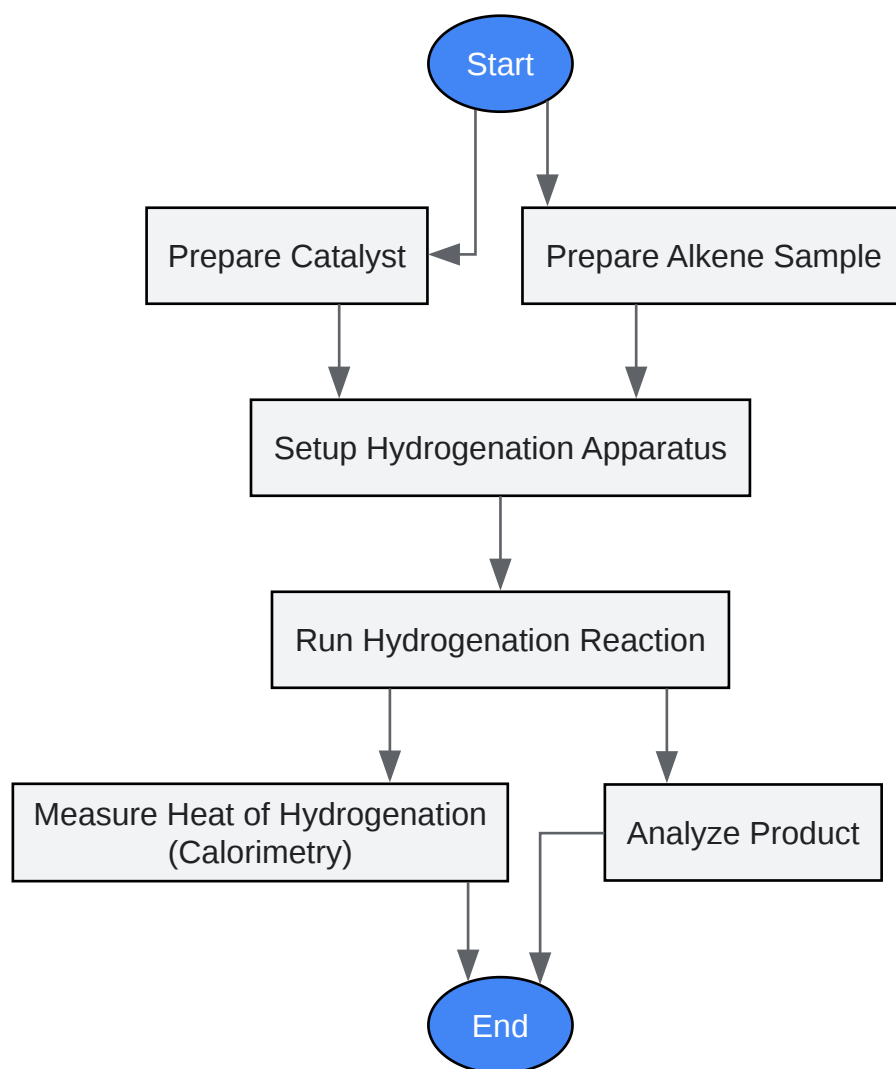 Start
Prepare Catalyst
Prepare Alkene Sample
Setup Hydrogenation Apparatus
Run Hydrogenation Reaction
Measure Heat of Hydrogenation
(Calorimetry)
Analyze Product
End